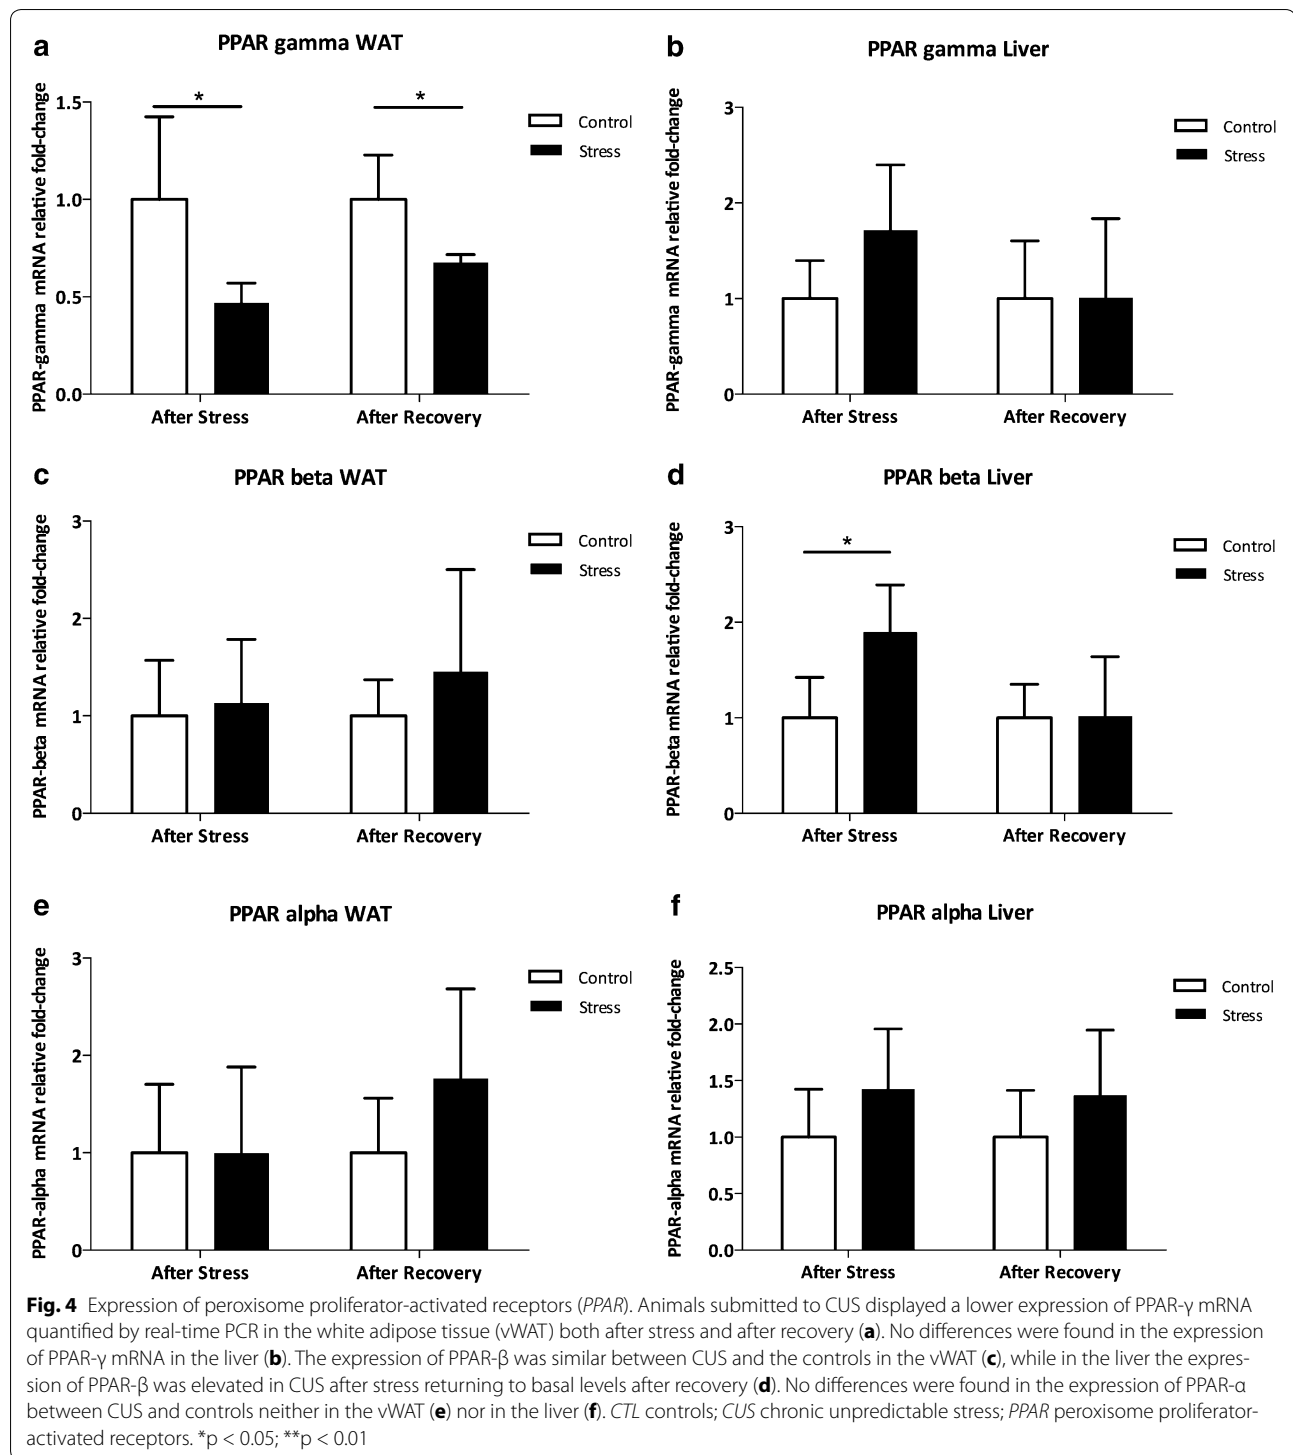 a
PPAR gamma WAT
PPAR-gamma mRNA relative fold-change
1.5
1.0
0.5
0.0
*
*
Control
Stress
After Stress
After Recovery
b
PPAR gamma Liver
PPAR-gamma mRNA relative fold-change
3
2
1
0
Control
Stress
After Stress
After Recovery
c
PPAR beta WAT
PPAR-beta mRNA relative fold-change
3
2
1
0
Control
Stress
After Stress
After Recovery
d
PPAR beta Liver
PPAR-beta mRNA relative fold-change
3
2
1
0
*
Control
Stress
After Stress
After Recovery
e
PPAR alpha WAT
PPAR-alpha mRNA relative fold-change
3
2
1
0
Control
Stress
After Stress
After Recovery
f
PPAR alpha Liver
PPAR-alpha mRNA relative fold-change
2.5
2.0
1.5
1.0
0.5
0.0
Control
Stress
After Stress
After Recovery
Fig. 4 Expression of peroxisome proliferator-activated receptors (PPAR). Animals submitted to CUS displayed a lower expression of PPAR-γ mRNA
quantified by real-time PCR in the white adipose tissue (vWAT) both after stress and after recovery (a). No differences were found in the expression
of PPAR-γ mRNA in the liver (b). The expression of PPAR-β was similar between CUS and the controls in the vWAT (c), while in the liver the expres-
sion of PPAR-β was elevated in CUS after stress returning to basal levels after recovery (d). No differences were found in the expression of PPAR-α
between CUS and controls neither in the vWAT (e) nor in the liver (f). CTL controls; CUS chronic unpredictable stress; PPAR peroxisome proliferator-
activated receptors. *p < 0.05; **p < 0.01